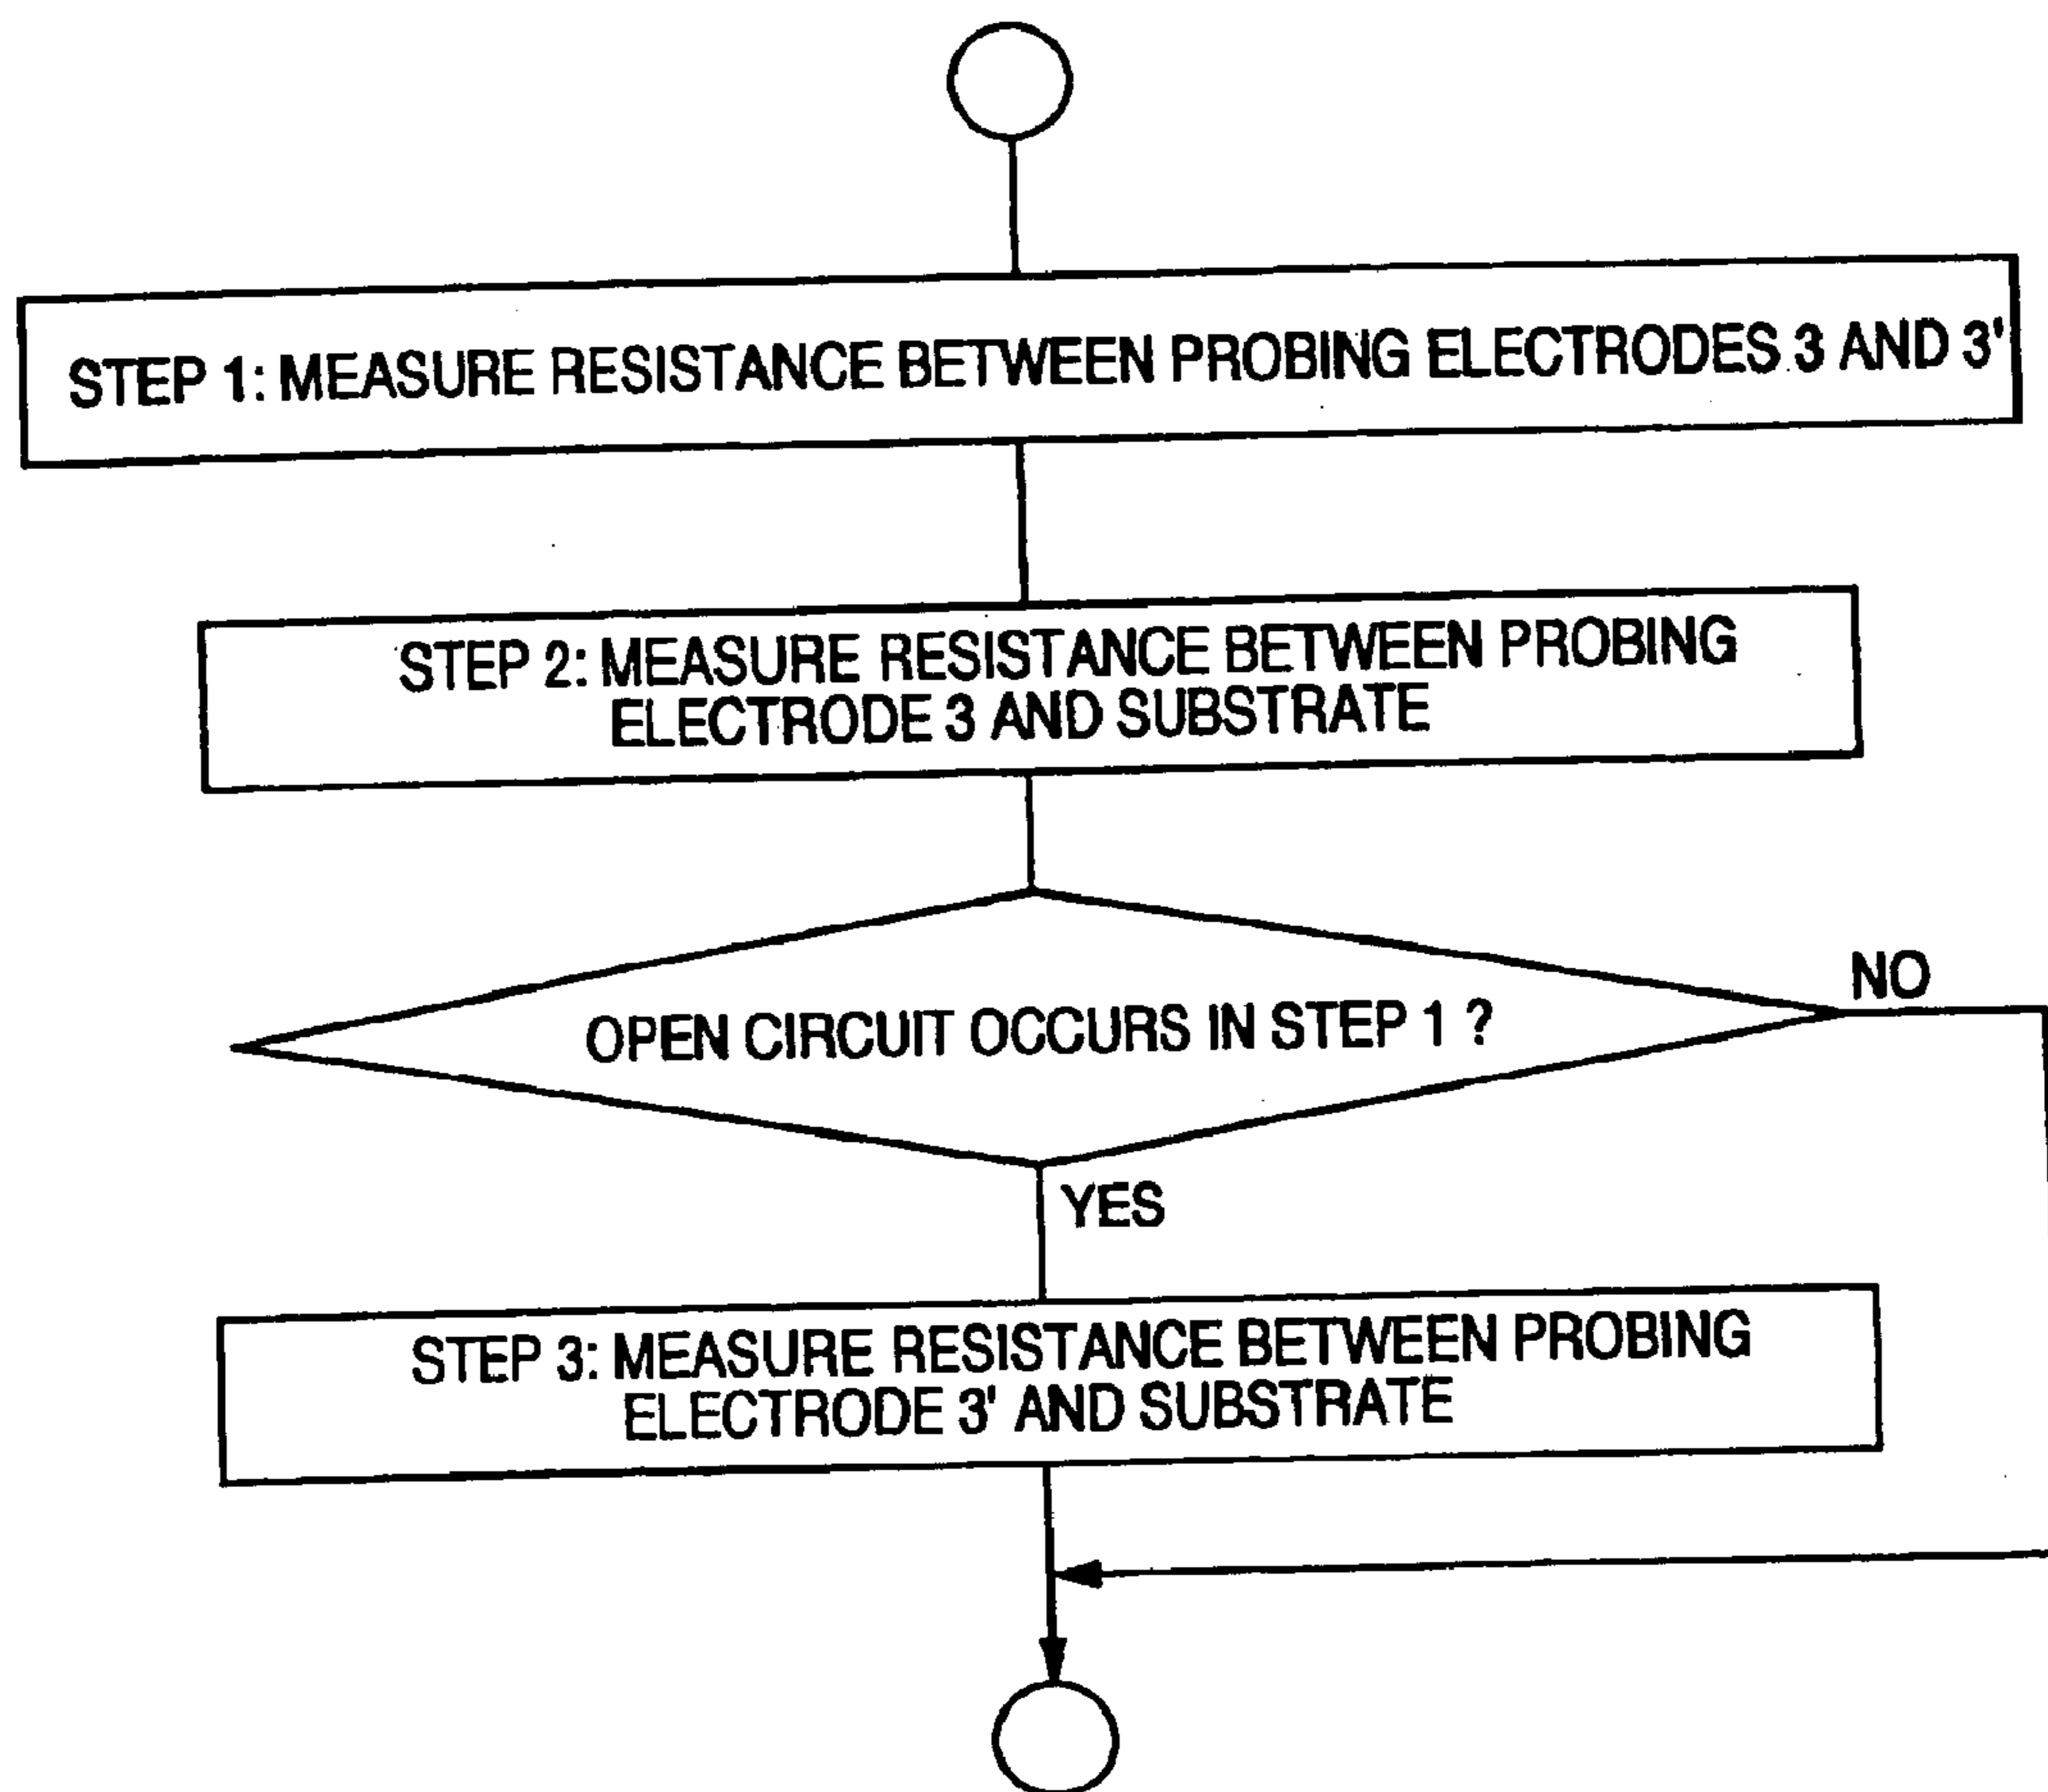 STEP 1: MEASURE RESISTANCE BETWEEN PROBING ELECTRODES 3 AND 3'
STEP 2: MEASURE RESISTANCE BETWEEN PROBING
ELECTRODE 3 AND SUBSTRATE
OPEN CIRCUIT OCCURS IN STEP 1 ?
NO
YES
STEP 3: MEASURE RESISTANCE BETWEEN PROBING
ELECTRODE 3' AND SUBSTRATE